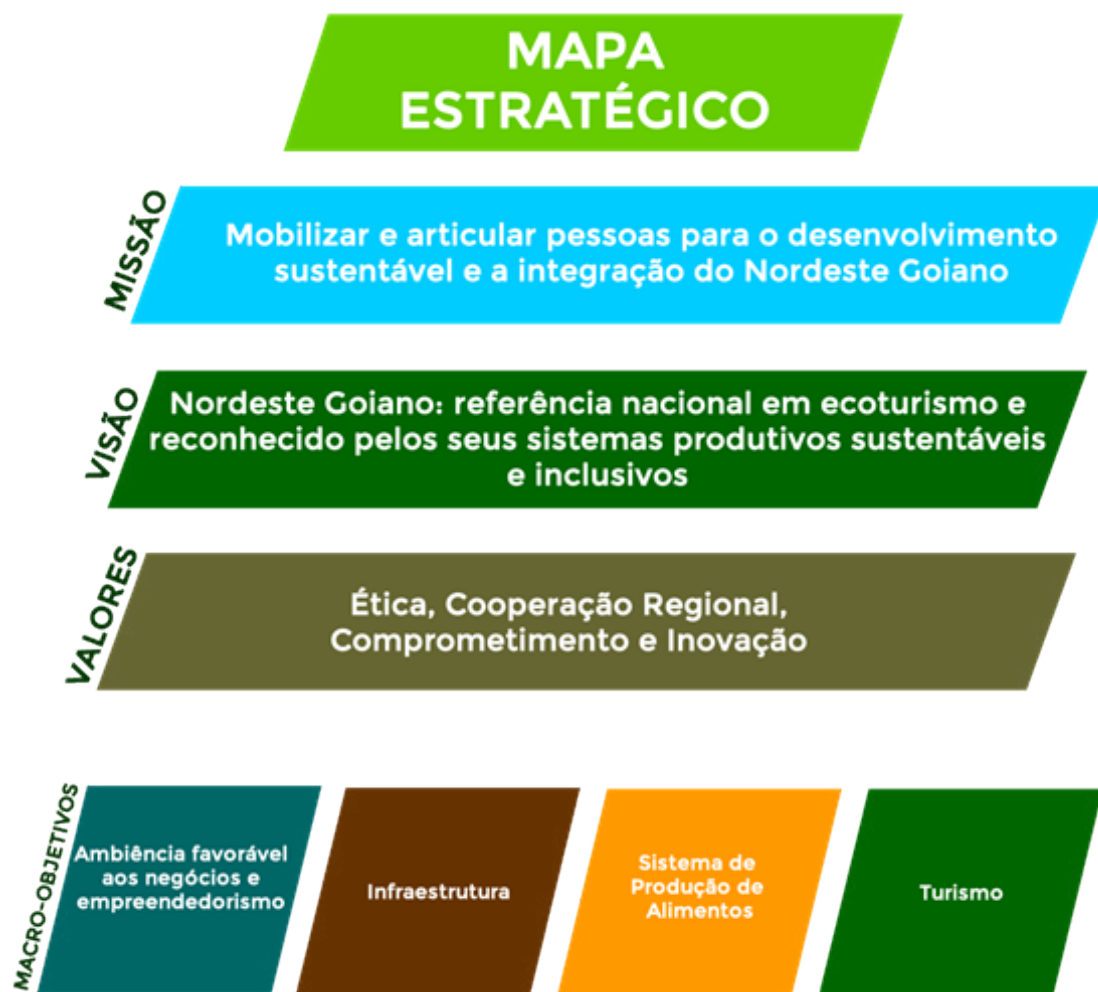 MAPA
ESTRATÉGICO
MISSÃO
Mobilizar e articular pessoas para o desenvolvimento
sustentável e a integração do Nordeste Goiano
VISÃO
Nordeste Goiano: referência nacional em ecoturismo e
reconhecido pelos seus sistemas produtivos sustentáveis
e inclusivos
VALORES
Ética, Cooperação Regional,
Comprometimento e Inovação
MACRO-OBJETIVOS
Ambiência favorável
aos negócios e
empreendedorismo
Infraestrutura
Sistema de
Produção de
Alimentos
Turismo